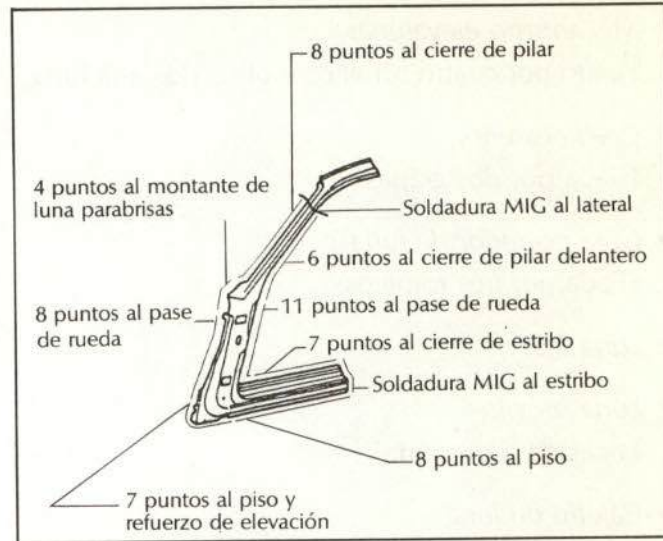 8 puntos al cierre de pilar
4 puntos al montante de
luna parabrisas
Soldadura MIG al lateral
6 puntos al cierre de pilar delantero
8 puntos al pase
de rueda
11 puntos al pase de rueda
7 puntos al cierre de estribo
Soldadura MIG al estribo
8 puntos al piso
7 puntos al piso y
refuerzo de elevación